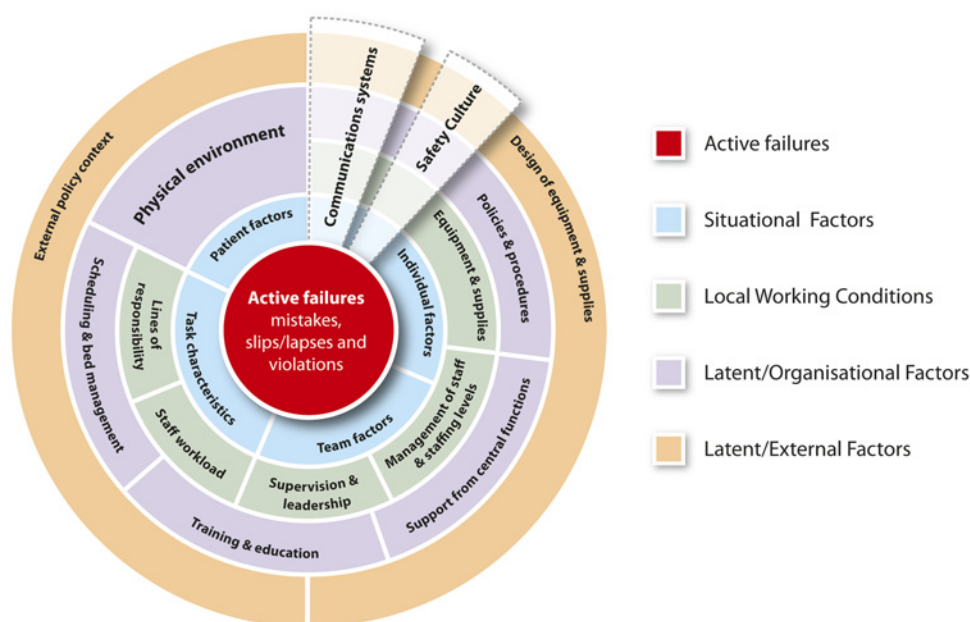 Communications systems
Safety Culture
External policy context
Physical environment
Design of equipment & supplies
Policies & procedures
Patient factors
Individual factors
Equipment & supplies
Scheduling & bed management
Lines of
responsibility
Task characteristics
Active failures
mistakes,
slips/lapses and
violations
Staff workload
Team factors
Management of staff
& staffing levels
Supervision &
leadership
Support from central functions
Training & education
Active failures
Situational Factors
Local Working Conditions
Latent/Organisational Factors
Latent/External Factors